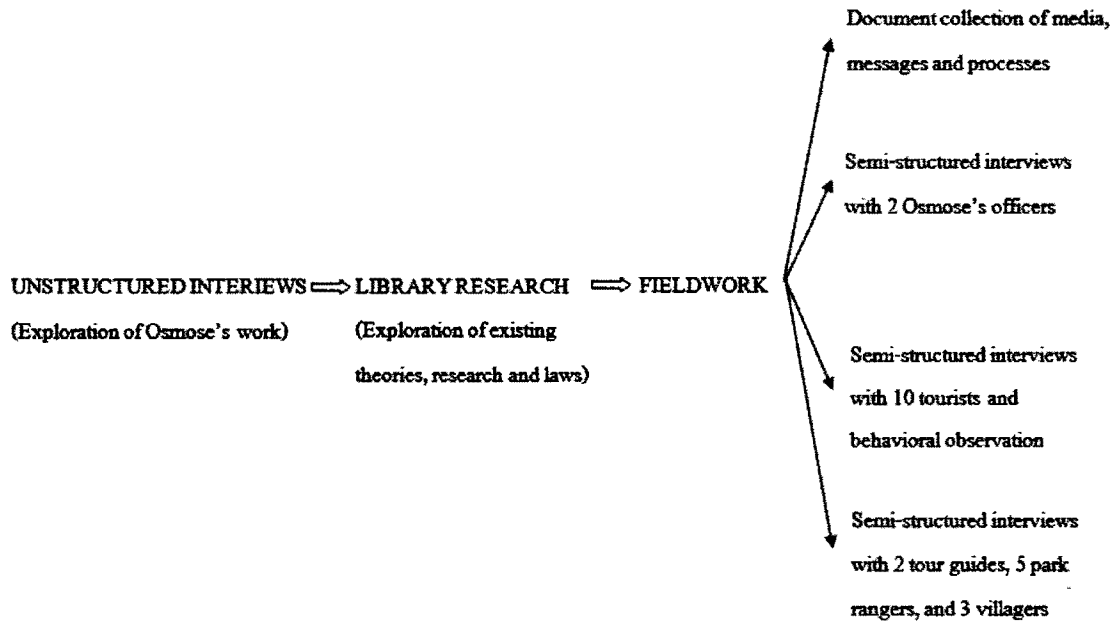 Document collection of media,
messages and processes
Semi-structured interviews
with 2 Osmose's officers
UNSTRUCTURED INTERIEWS ⇒ LIBRARY RESEARCH ⇒ FIELDWORK
(Exploration of Osmose's work)
(Exploration of existing
theories, research and laws)
Semi-structured interviews
with 10 tourists and
behavioral observation
Semi-structured interviews
with 2 tour guides, 5 park
rangers, and 3 villagers